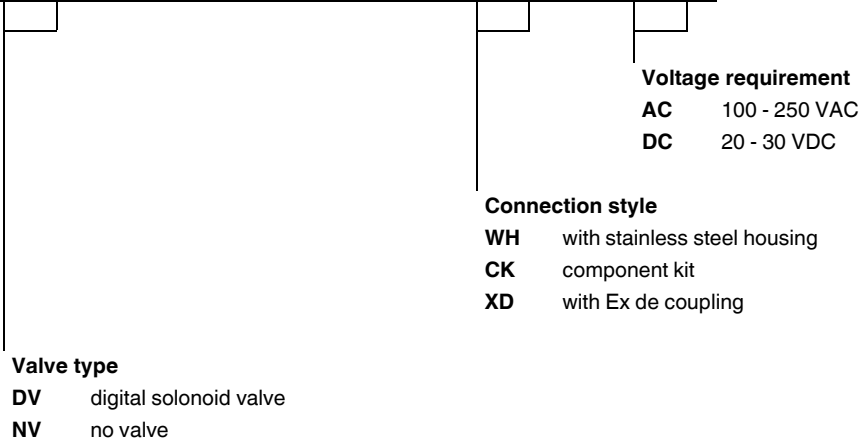 Voltage requirement
AC 100 - 250 VAC
DC 20 - 30 VDC
Connection style
WH with stainless steel housing
CK component kit
XD with Ex de coupling
Valve type
DV digital solonoid valve
NV no valve